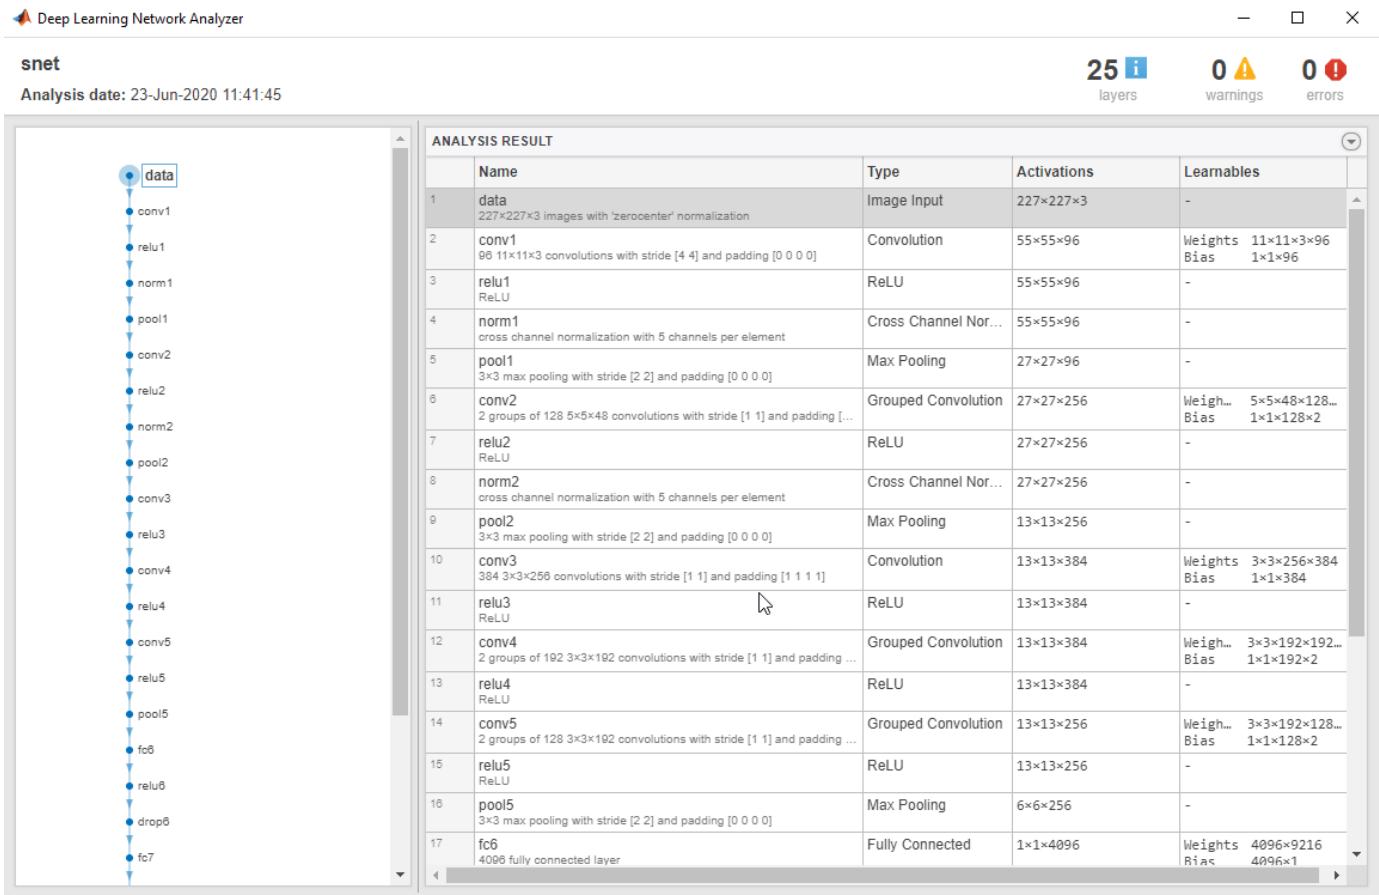 Deep Learning Network Analyzer
snet
Analysis date: 23-Jun-2020 11:41:45
25 i
layers
0
warnings
0
errors
data
conv1
relu1
norm1
pool1
conv2
relu2
norm2
pool2
conv3
relu3
conv4
relu4
conv5
relu5
pool5
fc6
relu6
drop6
fc7
ANALYSIS RESULT
Name Type Activations Learnables
1 data Image Input 227×227×3 -
227×227×3 images with 'zerocenter' normalization
2 conv1 Convolution 55×55×96 Weights 11×11×3×96
96 11×11×3 convolutions with stride [4 4] and padding [0 0 0 0] Bias 1×1×96
3 relu1 ReLU 55×55×96 -
ReLU
4 norm1 Cross Channel Nor... 55×55×96 -
cross channel normalization with 5 channels per element
5 pool1 Max Pooling 27×27×96 -
3×3 max pooling with stride [2 2] and padding [0 0 0 0]
6 conv2 Grouped Convolution 27×27×256 Weigh... 5×5×48×128...
2 groups of 128 5×5×48 convolutions with stride [1 1] and padding [... Bias 1×1×128×2
7 relu2 ReLU 27×27×256 -
ReLU
8 norm2 Cross Channel Nor... 27×27×256 -
cross channel normalization with 5 channels per element
9 pool2 Max Pooling 13×13×256 -
3×3 max pooling with stride [2 2] and padding [0 0 0 0]
10 conv3 Convolution 13×13×384 Weights 3×3×256×384
384 3×3×256 convolutions with stride [1 1] and padding [1 1 1 1] Bias 1×1×384
11 relu3 ReLU 13×13×384 -
ReLU
12 conv4 Grouped Convolution 13×13×384 Weigh... 3×3×192×192...
2 groups of 192 3×3×192 convolutions with stride [1 1] and padding ... Bias 1×1×192×2
13 relu4 ReLU 13×13×384 -
ReLU
14 conv5 Grouped Convolution 13×13×256 Weigh... 3×3×192×128...
2 groups of 128 3×3×192 convolutions with stride [1 1] and padding ... Bias 1×1×128×2
15 relu5 ReLU 13×13×256 -
ReLU
16 pool5 Max Pooling 6×6×256 -
3×3 max pooling with stride [2 2] and padding [0 0 0 0]
17 fc6 Fully Connected 1×1×4096 Weights 4096×9216
4096 fully connected layer Bias 4096×1